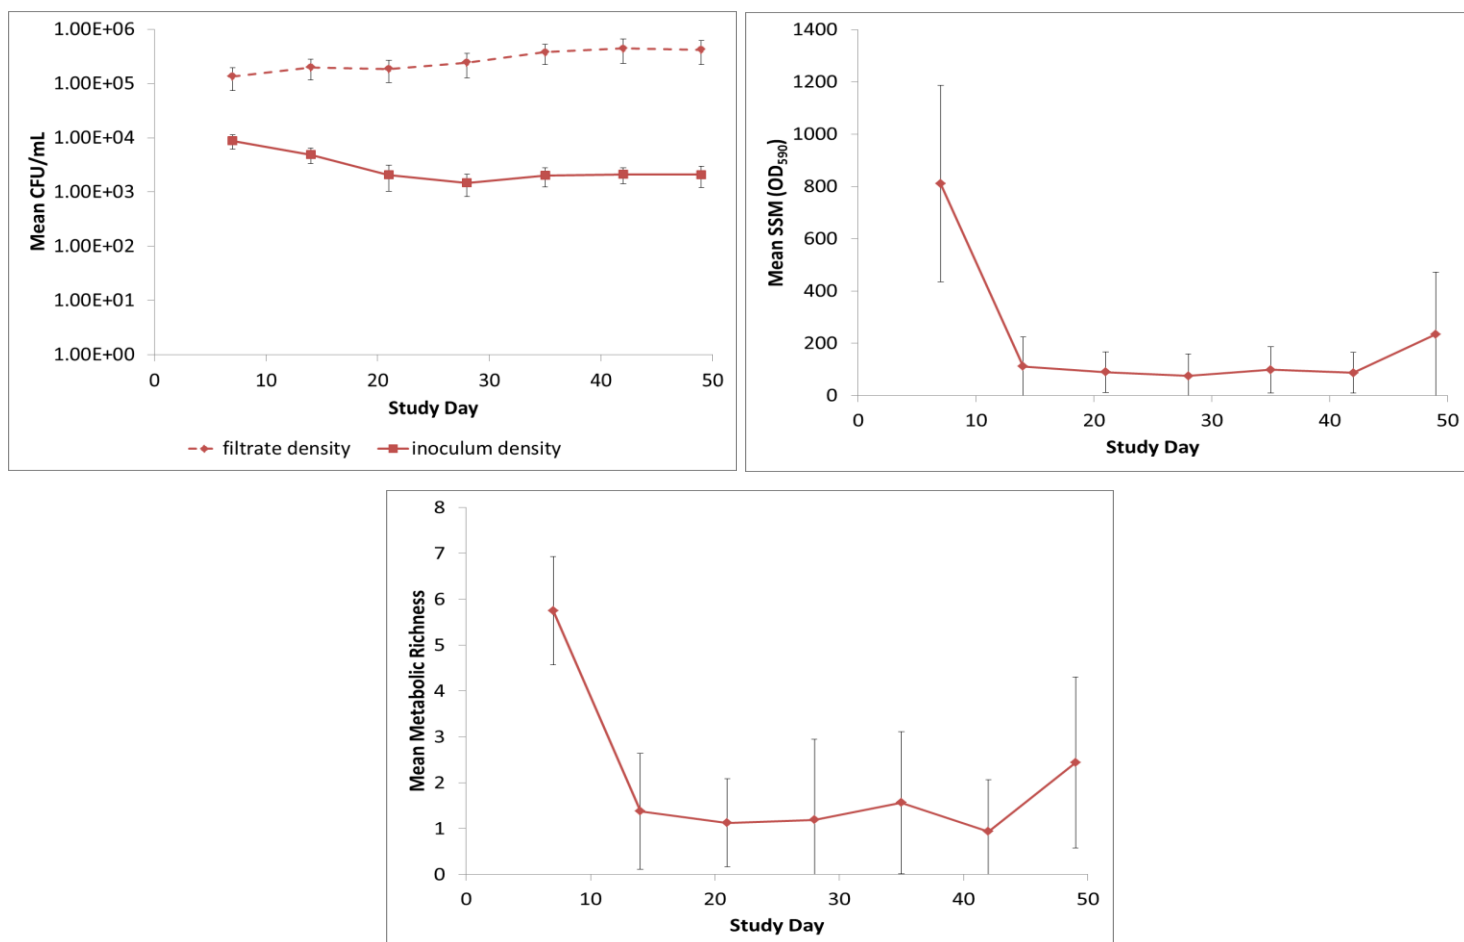 1.00E+06
1.00E+05
1.00E+04
1.00E+03
1.00E+02
1.00E+01
1.00E+00
Mean CFU/mL
0 10 20 30 40 50
Study Day
filtrate density inoculum density
1400
1200
1000
800
600
400
200
0
Mean SSM (OD590)
0 10 20 30 40 50
Study Day
8
7
6
5
4
3
2
1
0
Mean Metabolic Richness
0 10 20 30 40 50
Study Day